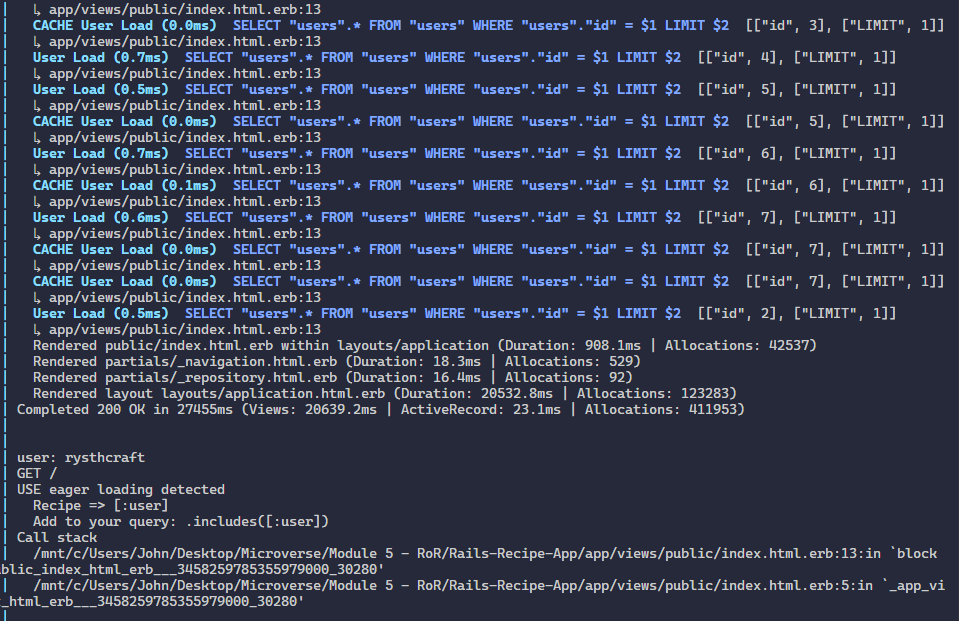 ↳ app/views/public/index.html.erb:13
CACHE User Load (0.0ms)  SELECT "users".* FROM "users" WHERE "users"."id" = $1 LIMIT $2  [["id", 3], ["LIMIT", 1]]
↳ app/views/public/index.html.erb:13
User Load (0.7ms)  SELECT "users".* FROM "users" WHERE "users"."id" = $1 LIMIT $2  [["id", 4], ["LIMIT", 1]]
↳ app/views/public/index.html.erb:13
User Load (0.5ms)  SELECT "users".* FROM "users" WHERE "users"."id" = $1 LIMIT $2  [["id", 5], ["LIMIT", 1]]
↳ app/views/public/index.html.erb:13
CACHE User Load (0.0ms)  SELECT "users".* FROM "users" WHERE "users"."id" = $1 LIMIT $2  [["id", 5], ["LIMIT", 1]]
↳ app/views/public/index.html.erb:13
User Load (0.7ms)  SELECT "users".* FROM "users" WHERE "users"."id" = $1 LIMIT $2  [["id", 6], ["LIMIT", 1]]
↳ app/views/public/index.html.erb:13
CACHE User Load (0.1ms)  SELECT "users".* FROM "users" WHERE "users"."id" = $1 LIMIT $2  [["id", 6], ["LIMIT", 1]]
↳ app/views/public/index.html.erb:13
User Load (0.6ms)  SELECT "users".* FROM "users" WHERE "users"."id" = $1 LIMIT $2  [["id", 7], ["LIMIT", 1]]
↳ app/views/public/index.html.erb:13
CACHE User Load (0.0ms)  SELECT "users".* FROM "users" WHERE "users"."id" = $1 LIMIT $2  [["id", 7], ["LIMIT", 1]]
↳ app/views/public/index.html.erb:13
CACHE User Load (0.0ms)  SELECT "users".* FROM "users" WHERE "users"."id" = $1 LIMIT $2  [["id", 7], ["LIMIT", 1]]
↳ app/views/public/index.html.erb:13
User Load (0.5ms)  SELECT "users".* FROM "users" WHERE "users"."id" = $1 LIMIT $2  [["id", 2], ["LIMIT", 1]]
↳ app/views/public/index.html.erb:13
Rendered public/index.html.erb within layouts/application (Duration: 908.1ms | Allocations: 42537)
Rendered partials/_navigation.html.erb (Duration: 18.3ms | Allocations: 529)
Rendered partials/_repository.html.erb (Duration: 16.4ms | Allocations: 92)
Rendered layout layouts/application.html.erb (Duration: 20532.8ms | Allocations: 123283)
Completed 200 OK in 27455ms (Views: 20639.2ms | ActiveRecord: 23.1ms | Allocations: 411953)
user: rysthcraft
GET /
USE eager loading detected
Recipe => [:user]
Add to your query: .includes([:user])
Call stack
/mnt/c/Users/John/Desktop/Microverse/Module 5 - RoR/Rails-Recipe-App/app/views/public/index.html.erb:13:in `block
blic_index_html_erb___3458259785355979000_30280'
/mnt/c/Users/John/Desktop/Microverse/Module 5 - RoR/Rails-Recipe-App/app/views/public/index.html.erb:5:in `_app_vi
_html_erb___3458259785355979000_30280'